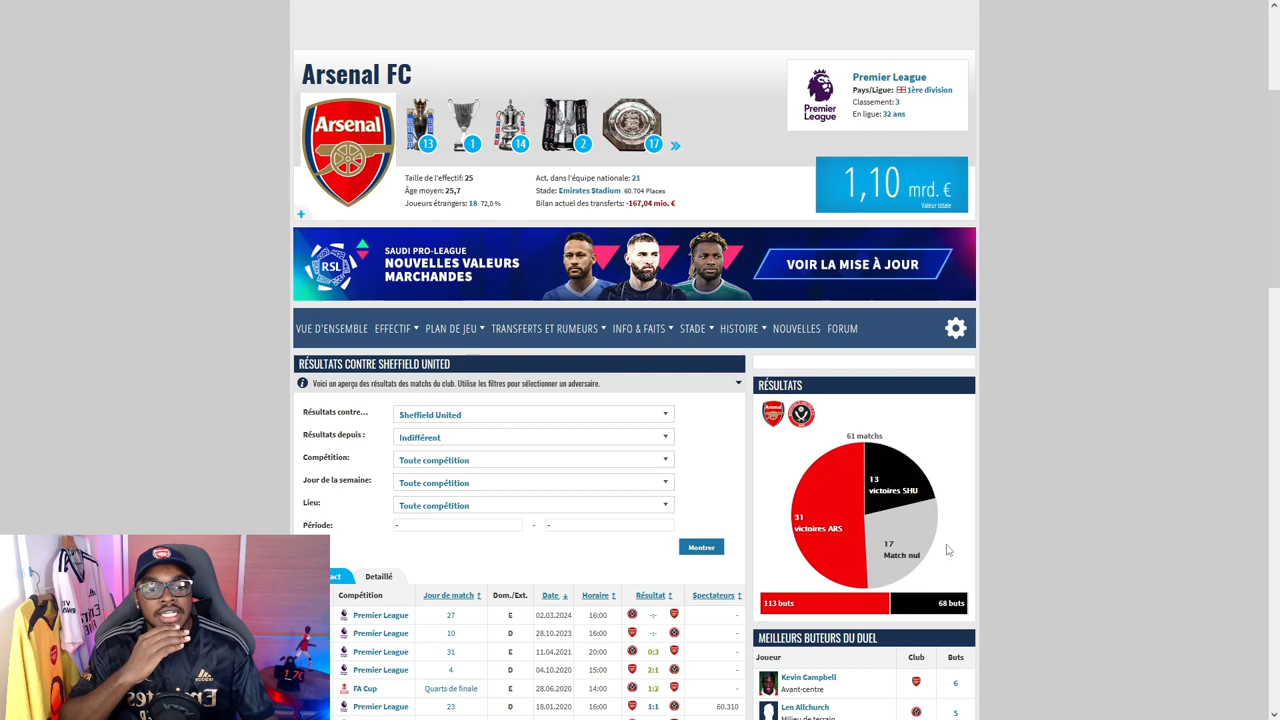 Arsenal FC
Arsenal
13
1
14
2
17
»
Premier League
Premier League
Pays/Ligue: 1ère division
Classement: 3
En ligue: 32 ans
Taille de l'effectif: 25
Âge moyen: 25,7
Joueurs étrangers: 18 72,0 %
Act. dans l'équipe nationale: 21
Stade: Emirates Stadium 60.704 Places
Bilan actuel des transferts: -167,04 mio. €
1,10 mrd. €
Valeur totale
+
RSL
SAUDI PRO-LEAGUE
NOUVELLES VALEURS
MARCHANDES
VOIR LA MISE À JOUR
VUE D'ENSEMBLE EFFECTIF PLAN DE JEU TRANSFERTS ET RUMEURS INFO & FAITS STADE HISTOIRE NOUVELLES FORUM
RÉSULTATS CONTRE SHEFFIELD UNITED
Voici un aperçu des résultats des matchs du club. Utilise les filtres pour sélectionner un adversaire.
Résultats contre... Sheffield United
Résultats depuis : Indifférent
Compétition: Toute compétition
Jour de la semaine: Toute compétition
Lieu: Toute compétition
Période: - - -
Montrer
act Detaillé
Compétition Jour de match Dom./Ext. Date Horaire Résultat Spectateurs
Premier League 27 E 02.03.2024 16:00 -:- -
Premier League 10 D 28.10.2023 16:00 -:- -
Premier League 31 E 11.04.2021 20:00 0:3 -
Premier League 4 D 04.10.2020 15:00 2:1 -
FA Cup Quarts de finale E 28.06.2020 14:00 1:2 -
Premier League 23 D 18.01.2020 16:00 1:1 60.310
RÉSULTATS
61 matchs
13
victoires SHU
31
victoires ARS
17
Match nul
113 buts 68 buts
MEILLEURS BUTEURS DU DUEL
Joueur Club Buts
Kevin Campbell
Avant-centre
6
Len Allchurch
Milieu de terrain
5